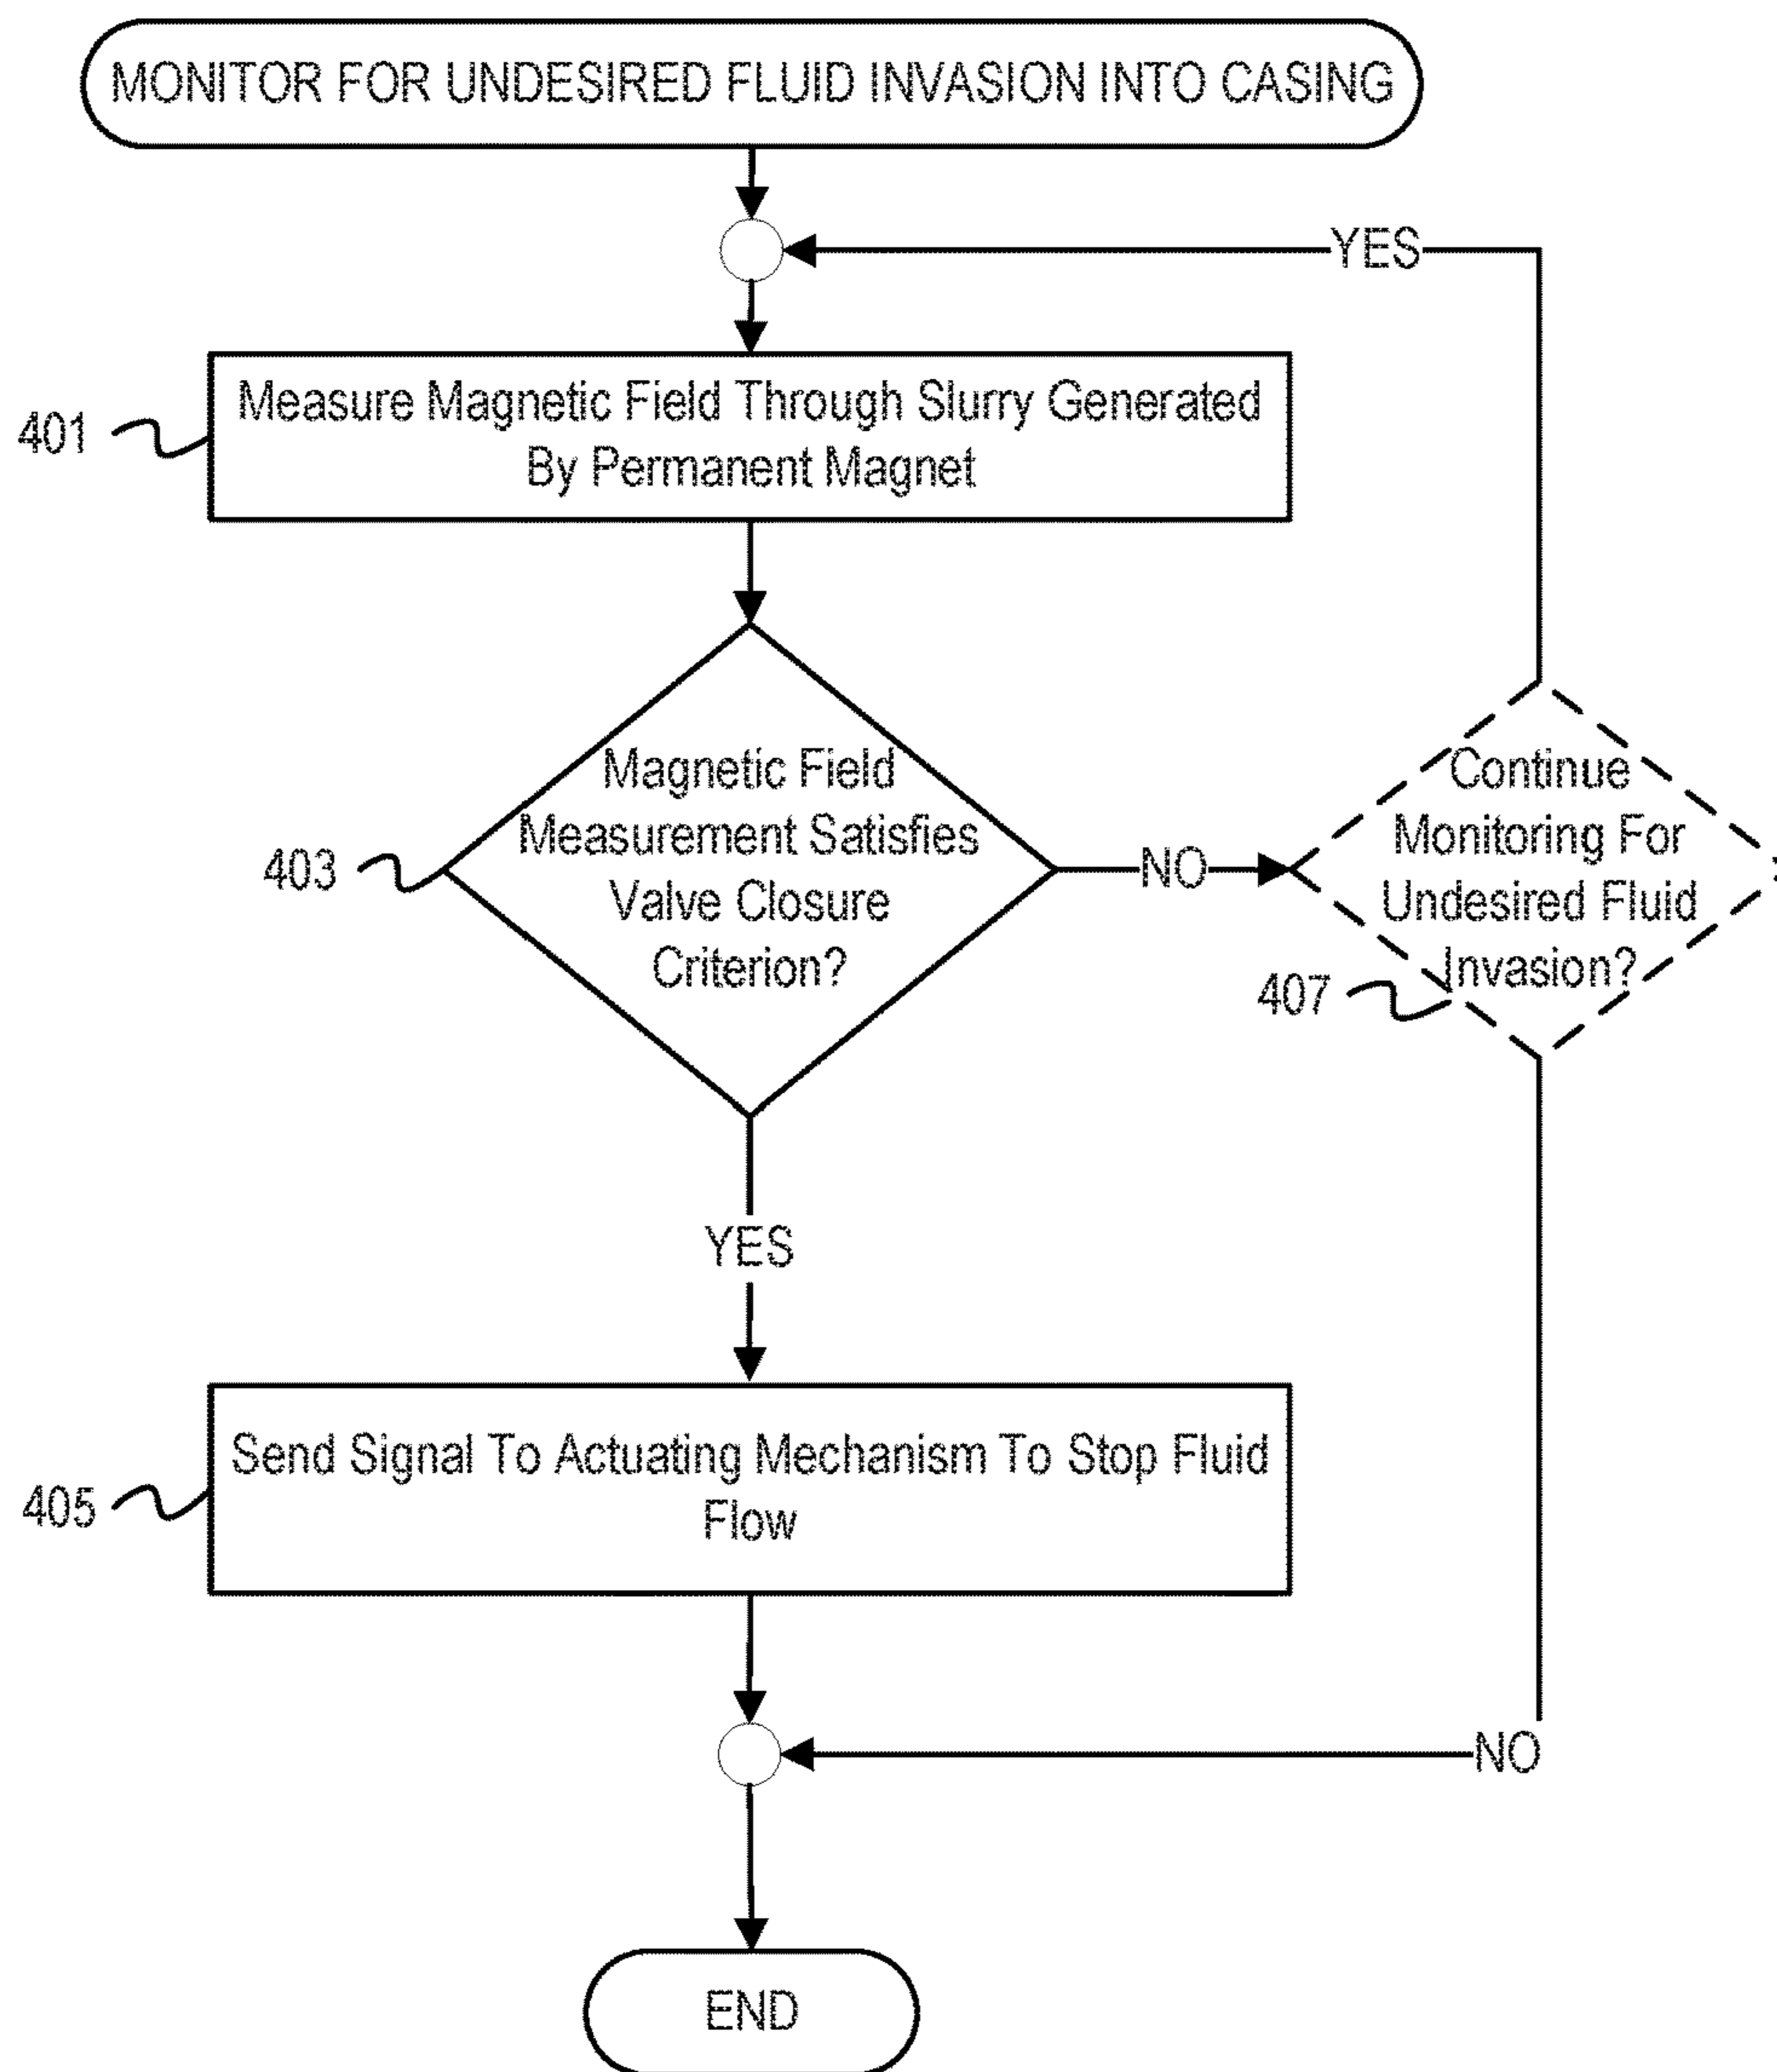 MONITOR FOR UNDESIRED FLUID INVASION INTO CASING
YES
401
Measure Magnetic Field Through Slurry Generated
By Permanent Magnet
403
Magnetic Field
Measurement Satisfies
Valve Closure
Criterion?
NO
Continue
Monitoring For
Undesired Fluid
Invasion?
407
YES
405
Send Signal To Actuating Mechanism To Stop Fluid
Flow
NO
END